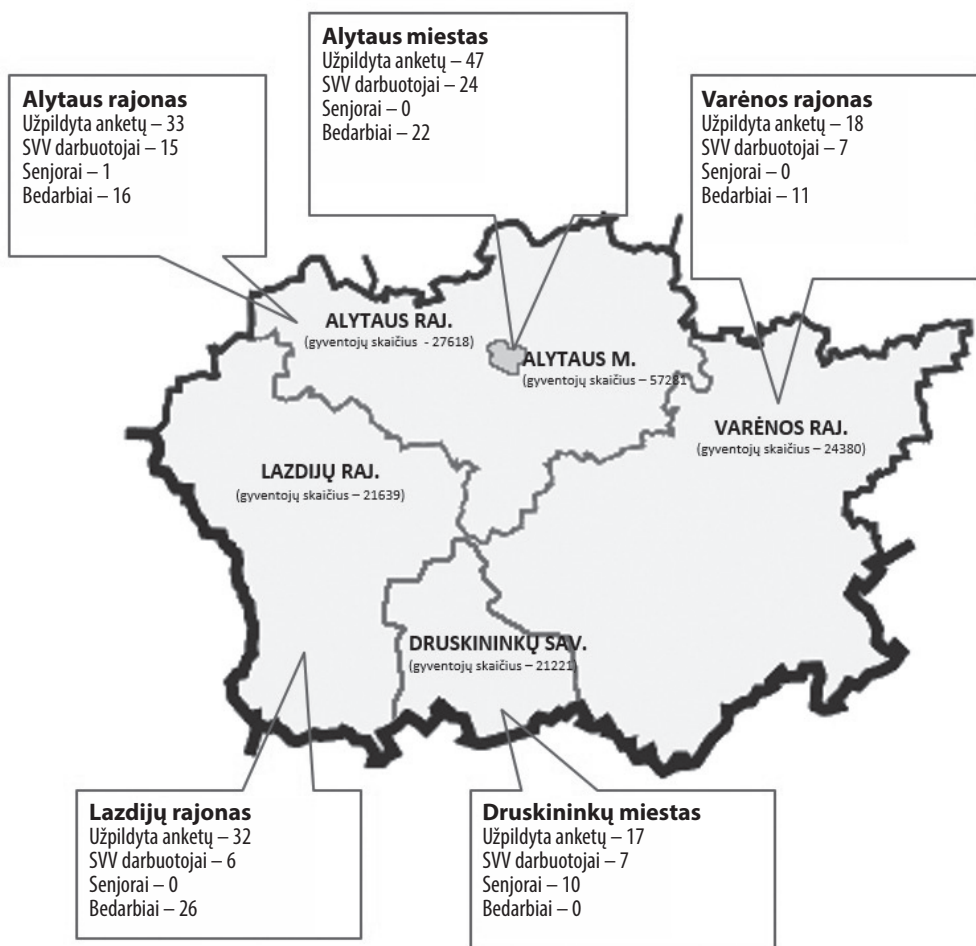 Alytaus miestas
Užpildyta anketų – 47
SVV darbuotojai – 24
Senjorai – 0
Bedarbiai – 22
Alytaus rajonas
Užpildyta anketų – 33
SVV darbuotojai – 15
Senjorai – 1
Bedarbiai – 16
Varėnos rajonas
Užpildyta anketų – 18
SVV darbuotojai – 7
Senjorai – 0
Bedarbiai – 11
ALYTAUS RAJ.
(gyventojų skaičius - 27618)
ALYTAUS M.
(gyventojų skaičius – 57281
VARĖNOS RAJ.
(gyventojų skaičius – 24380)
LAZDIJŲ RAJ.
(gyventojų skaičius – 21639)
DRUSKININKŲ SAV.
(gyventojų skaičius – 21221)
Lazdijų rajonas
Užpildyta anketų – 32
SVV darbuotojai – 6
Senjorai – 0
Bedarbiai – 26
Druskininkų miestas
Užpildyta anketų – 17
SVV darbuotojai – 7
Senjorai – 10
Bedarbiai – 0